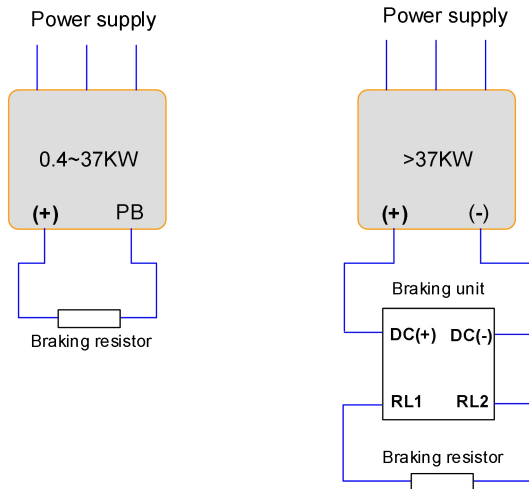 Power supply
0.4~37KW
(+) PB
Braking resistor
Power supply
>37KW
(+) (-)
Braking unit
DC(+) DC(-)
RL1 RL2
Braking resistor